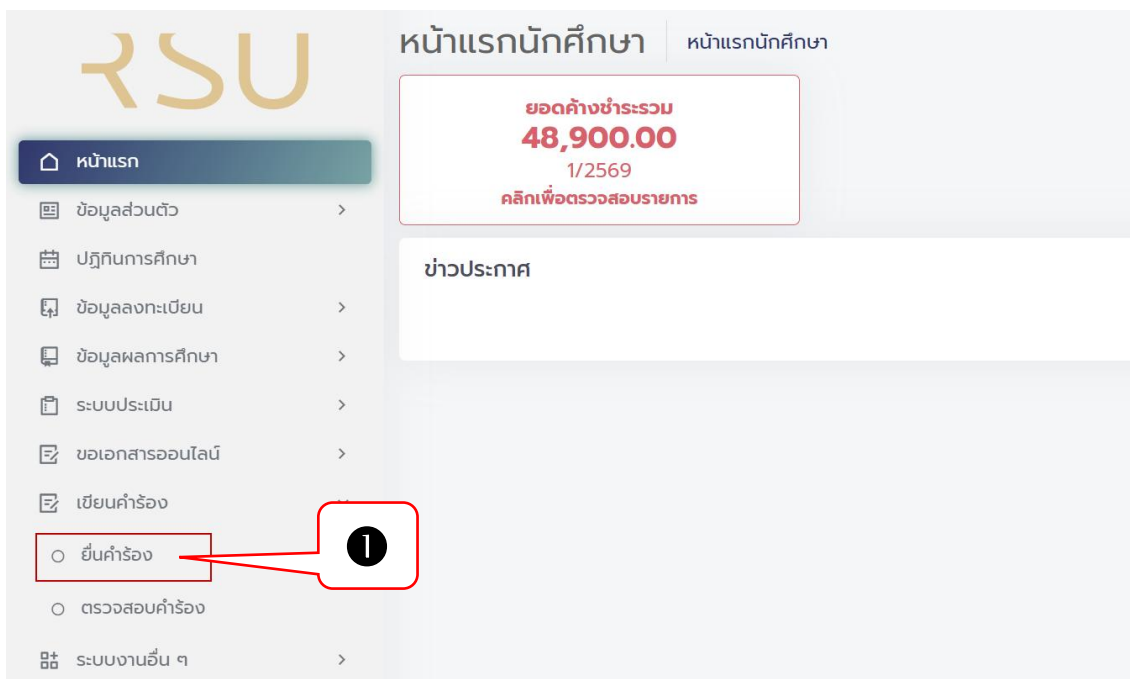 RSU
หน้าแรกนักศึกษา
หน้าแรกนักศึกษา
ยอดค้างชำระรวม
48,900.00
1/2569
คลิกเพื่อตรวจสอบรายการ
ข่าวประกาศ
หน้าแรก
ข้อมูลส่วนตัว
ปฏิทินการศึกษา
ข้อมูลลงทะเบียน
ข้อมูลผลการศึกษา
ระบบประเมิน
ขอเอกสารออนไลน์
เขียนคำร้อง
ยื่นคำร้อง
1
ตรวจสอบคำร้อง
ระบบงานอื่น ๆ